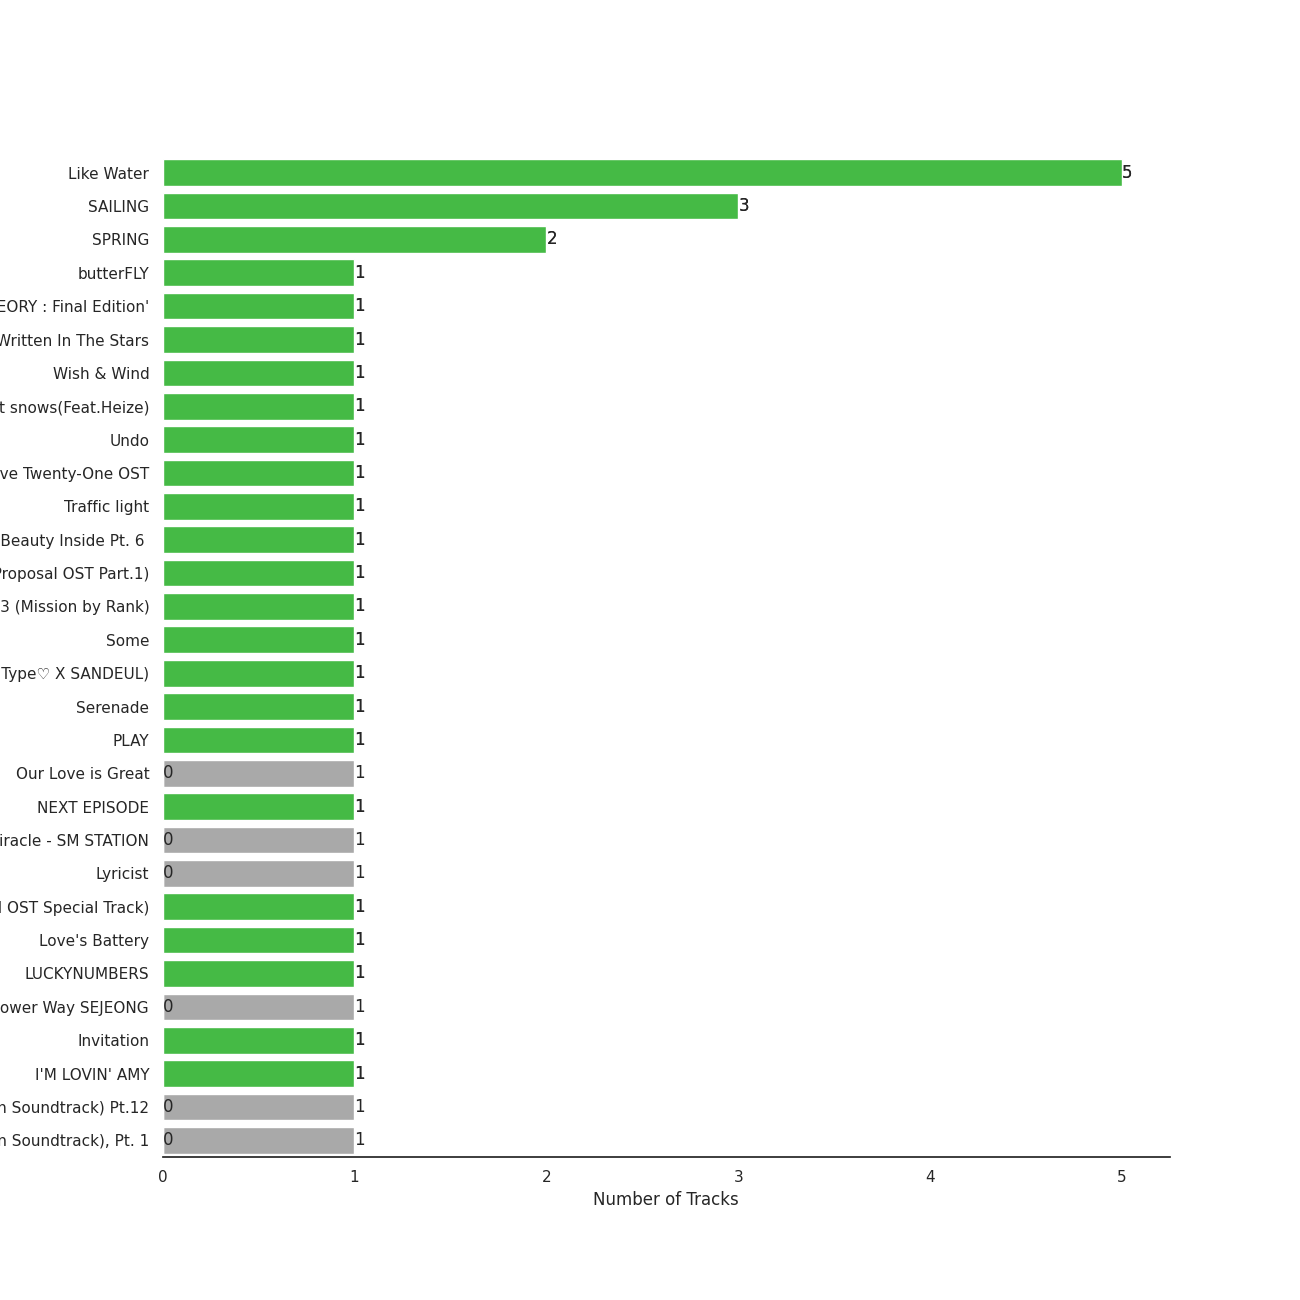 Like Water 5
SAILING 3
SPRING 2
butterFLY 1
EORY : Final Edition' 1
Written In The Stars 1
Wish & Wind 1
t snows(Feat.Heize) 1
Undo 1
ve Twenty-One OST 1
Traffic light 1
Beauty Inside Pt. 6 1
Proposal OST Part.1) 1
3 (Mission by Rank) 1
Some 1
Type♡ X SANDEUL) 1
Serenade 1
PLAY 1
Our Love is Great 0 1
NEXT EPISODE 1
iracle - SM STATION 0 1
Lyricist 0 1
OST Special Track) 1
Love's Battery 1
LUCKYNUMBERS 1
ower Way SEJEONG 0 1
Invitation 1
I'M LOVIN' AMY 1
n Soundtrack) Pt.12 0 1
n Soundtrack), Pt. 1 0 1
0 1 2 3 4 5
Number of Tracks